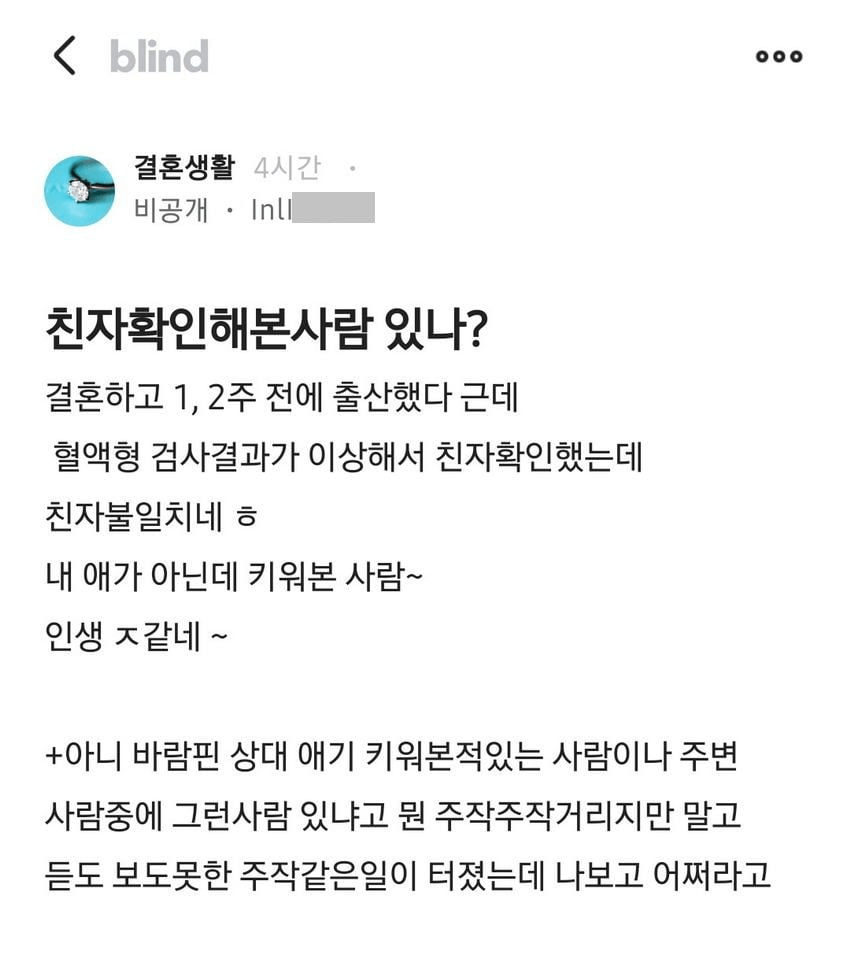 blind
결혼생활 4시간 ·
비공개 · Inl
친자확인해본사람 있나?
결혼하고 1, 2주 전에 출산했다 근데
혈액형 검사결과가 이상해서 친자확인했는데
친자불일치네 ㅎ
내 애가 아닌데 키워본 사람~
인생 ㅈ같네 ~
+아니 바람핀 상대 애기 키워본적있는 사람이나 주변
사람중에 그런사람 있냐고 뭔 주작주작거리지만 말고
듣도 보도못한 주작같은일이 터졌는데 나보고 어쩌라고